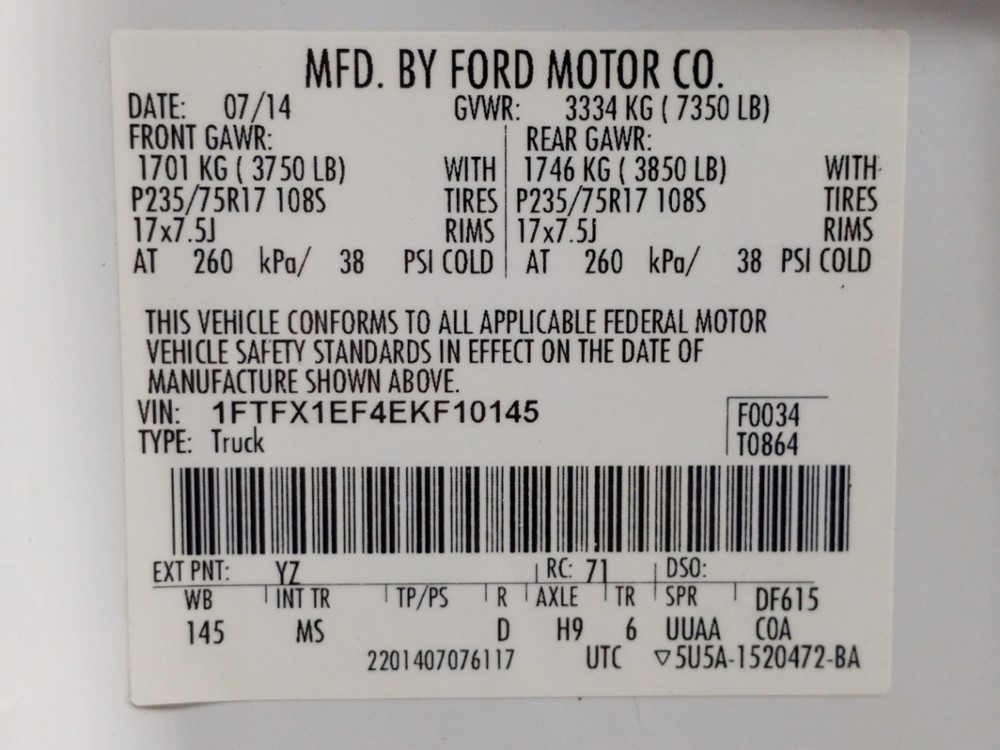 MFD. BY FORD MOTOR CO.
DATE: 07/14 GVWR: 3334 KG ( 7350 LB)
FRONT GAWR: REAR GAWR:
1701 KG ( 3750 LB) WITH 1746 KG ( 3850 LB) WITH
P235/75R17 108S TIRES P235/75R17 108S TIRES
17x7.5J RIMS 17x7.5J RIMS
AT 260 kPa/ 38 PSI COLD AT 260 kPa/ 38 PSI COLD
THIS VEHICLE CONFORMS TO ALL APPLICABLE FEDERAL MOTOR
VEHICLE SAFETY STANDARDS IN EFFECT ON THE DATE OF
MANUFACTURE SHOWN ABOVE.
VIN: 1FTFX1EF4EKF10145 F0034
TYPE: Truck T0864
EXT PNT: YZ RC: 71 DSO:
WB INT TR TP/PS R AXLE TR SPR DF615
145 MS D H9 6 UUAA COA
2201407076117 UTC ▽5U5A-1520472-BA